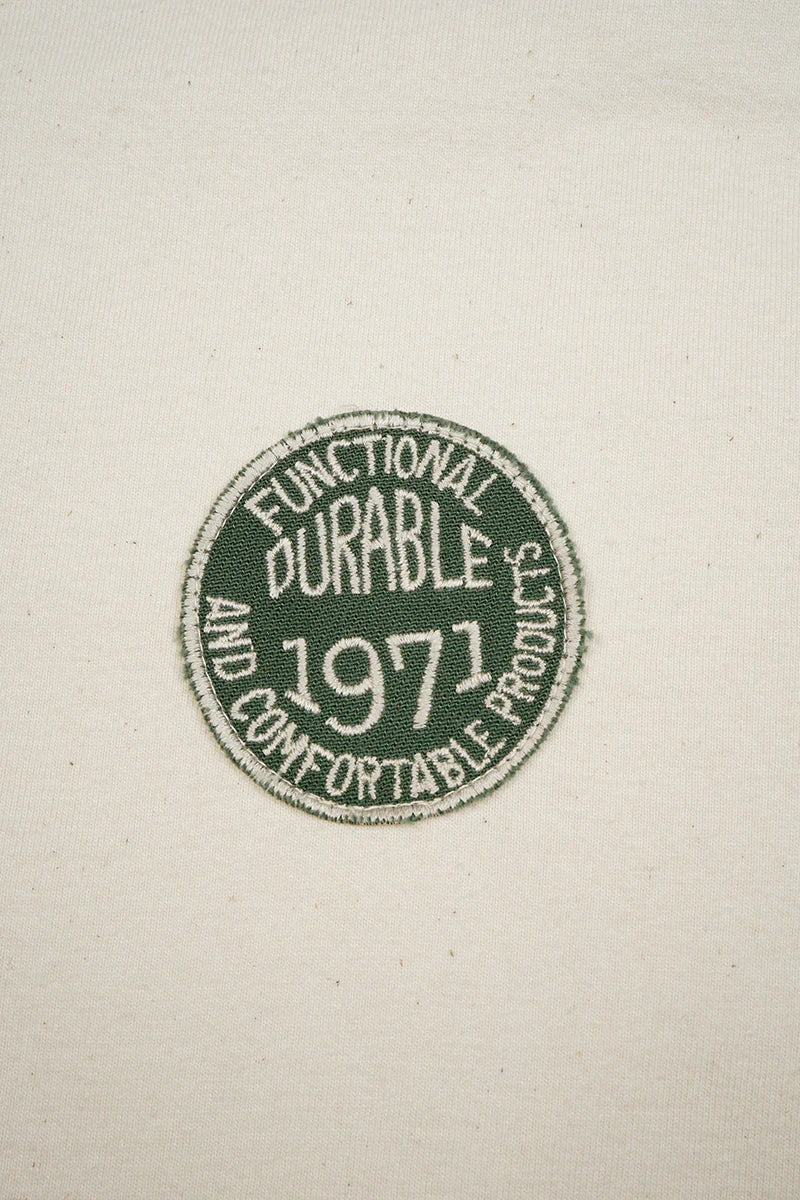 FUNCTIONAL
DURABLE
1971
AND COMFORTABLE PRODUCTS